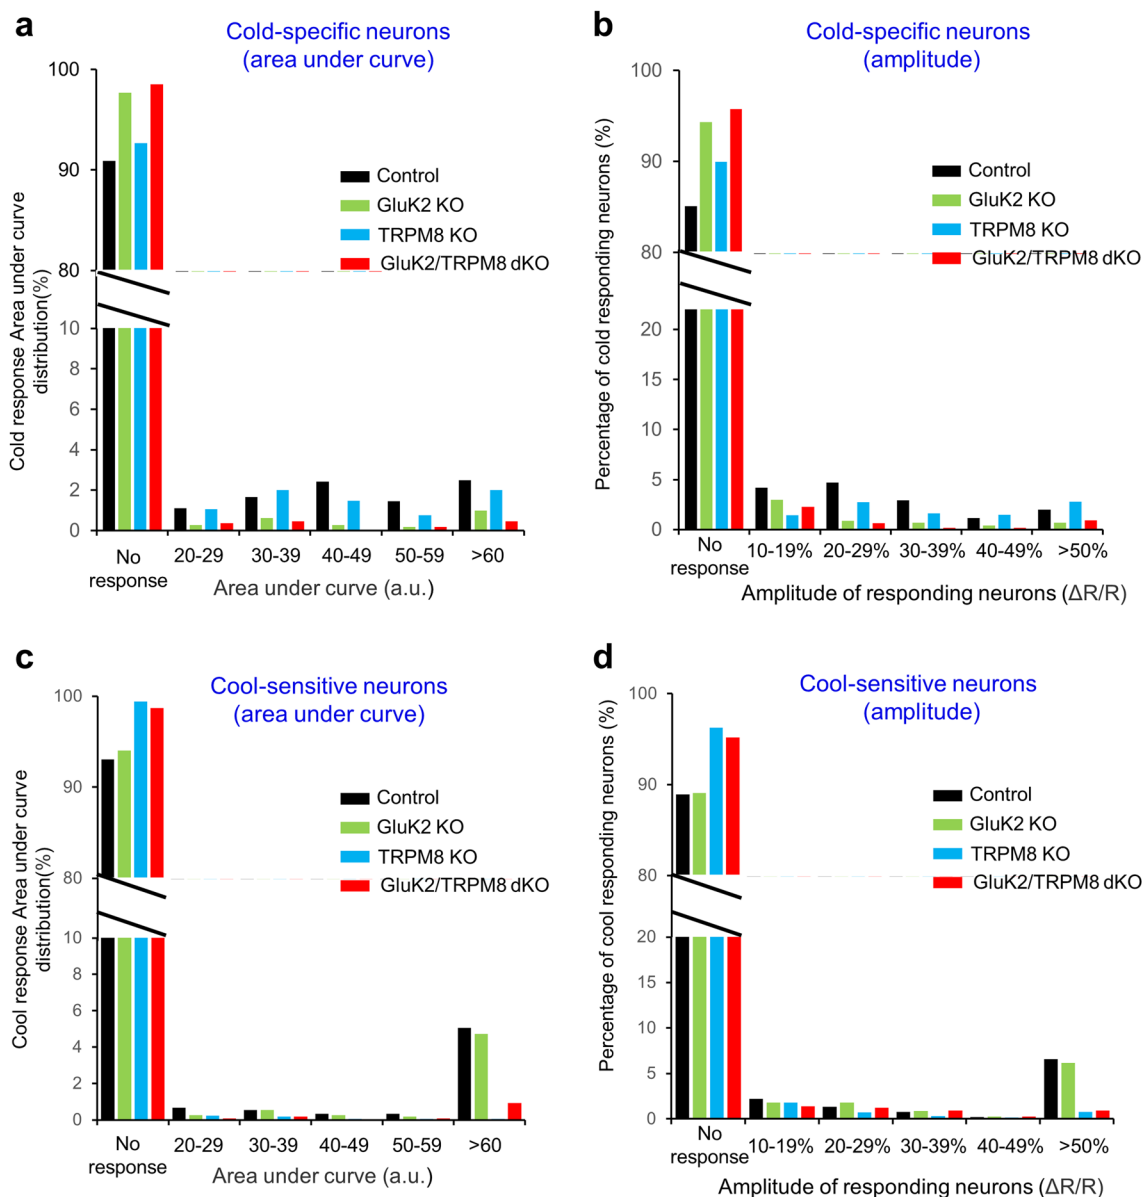 a
Cold-specific neurons
(area under curve)
Cold response Area under curve
distribution(%)
100
90
80
10
8
6
4
2
0
Control
GluK2 KO
TRPM8 KO
GluK2/TRPM8 dKO
No
response
20-29
30-39
40-49
50-59
>60
Area under curve (a.u.)
b
Cold-specific neurons
(amplitude)
Percentage of cold responding neurons (%)
100
90
80
20
15
10
5
0
Control
GluK2 KO
TRPM8 KO
GluK2/TRPM8 dKO
No
response
10-19%
20-29%
30-39%
40-49%
>50%
Amplitude of responding neurons (ΔR/R)
c
Cool-sensitive neurons
(area under curve)
Cool response Area under curve
distribution(%)
100
90
80
10
8
6
4
2
0
Control
GluK2 KO
TRPM8 KO
GluK2/TRPM8 dKO
No
response
20-29
30-39
40-49
50-59
>60
Area under curve (a.u.)
d
Cool-sensitive neurons
(amplitude)
Percentage of cool responding neurons (%)
100
90
80
20
15
10
5
0
Control
GluK2 KO
TRPM8 KO
GluK2/TRPM8 dKO
No
response
10-19%
20-29%
30-39%
40-49%
>50%
Amplitude of responding neurons (ΔR/R)